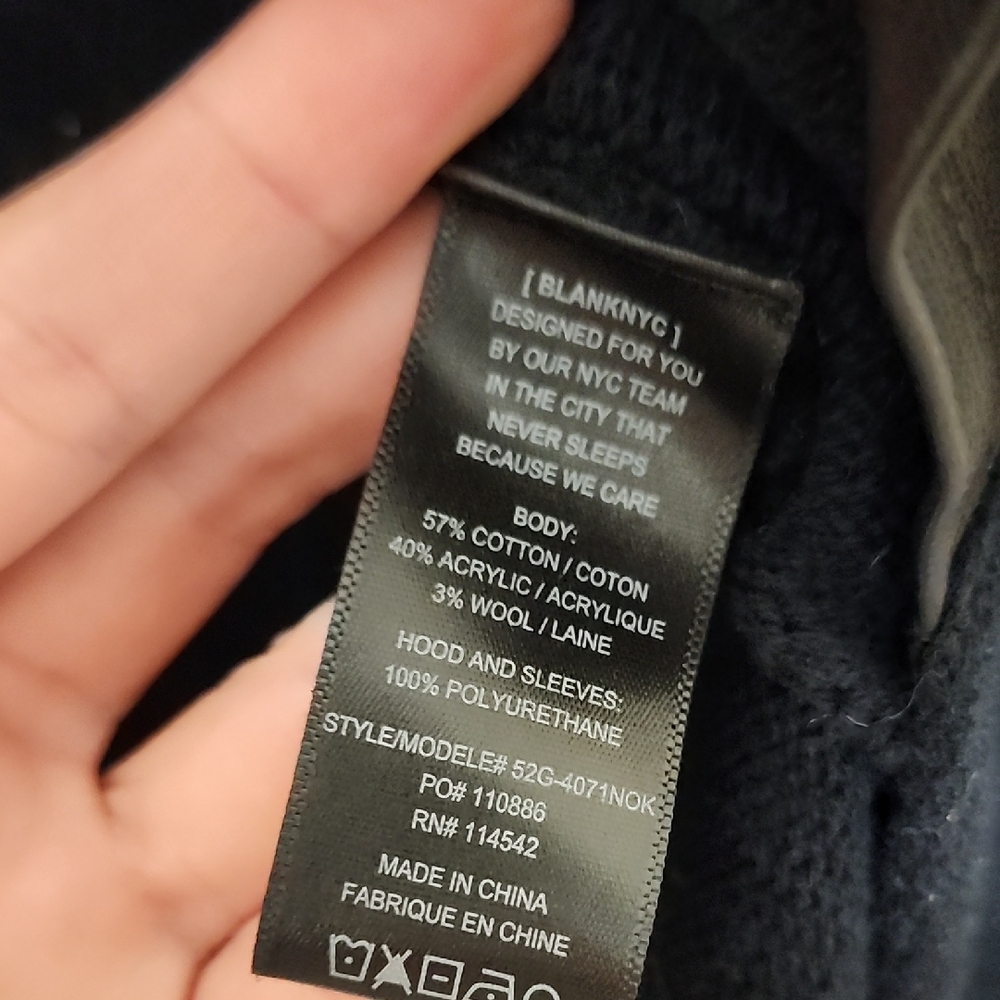 [ BLANKNYC ]
DESIGNED FOR YOU
BY OUR NYC TEAM
IN THE CITY THAT
NEVER SLEEPS
BECAUSE WE CARE
BODY:
57% COTTON / COTON
40% ACRYLIC / ACRYLIQUE
3% WOOL / LAINE
HOOD AND SLEEVES:
100% POLYURETHANE
STYLE/MODELE# 52G-4071NOK
PO# 110886
RN# 114542
MADE IN CHINA
FABRIQUE EN CHINE